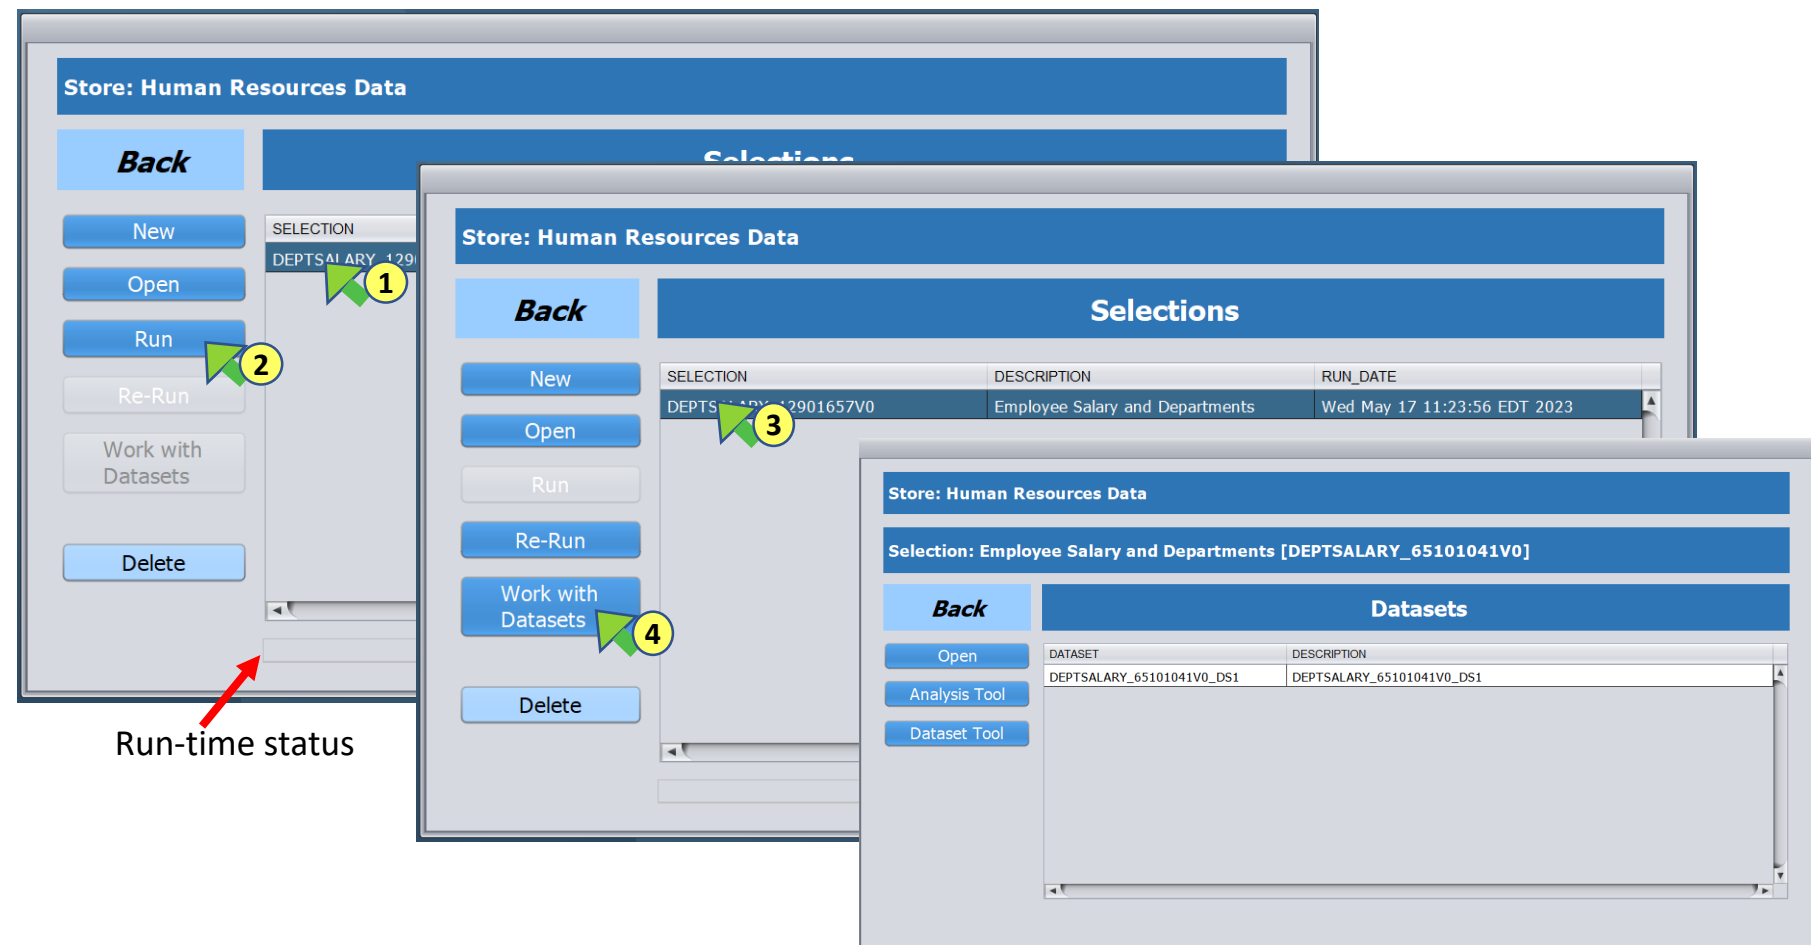 Store: Human Resources Data
Back
Selections
New
Open
Run
Re-Run
Work with
Datasets
Delete
SELECTION
DEPTSALARY_1290
1
2
Run-time status
Store: Human Resources Data
Back
Selections
New
Open
Run
Re-Run
Work with
Datasets
Delete
SELECTION DESCRIPTION RUN_DATE
DEPTSALARY_12901657V0 Employee Salary and Departments Wed May 17 11:23:56 EDT 2023
3
4
Store: Human Resources Data
Selection: Employee Salary and Departments [DEPTSALARY_65101041V0]
Back
Datasets
Open
Analysis Tool
Dataset Tool
DATASET DESCRIPTION
DEPTSALARY_65101041V0_DS1 DEPTSALARY_65101041V0_DS1